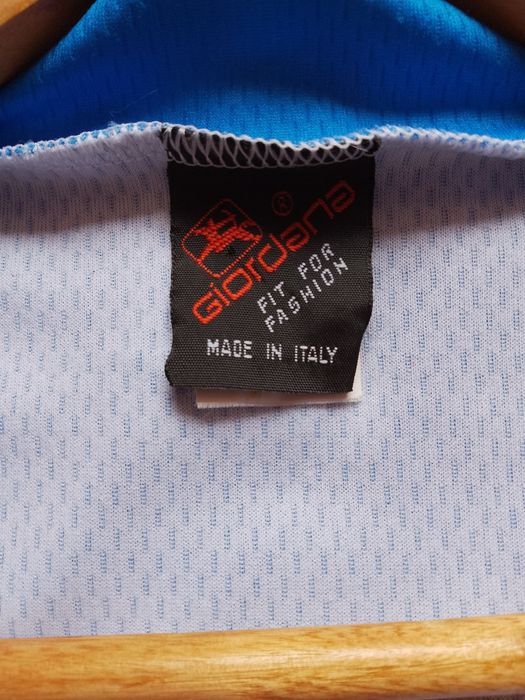 ®
Giordana
FIT FOR
FASHION
MADE IN ITALY